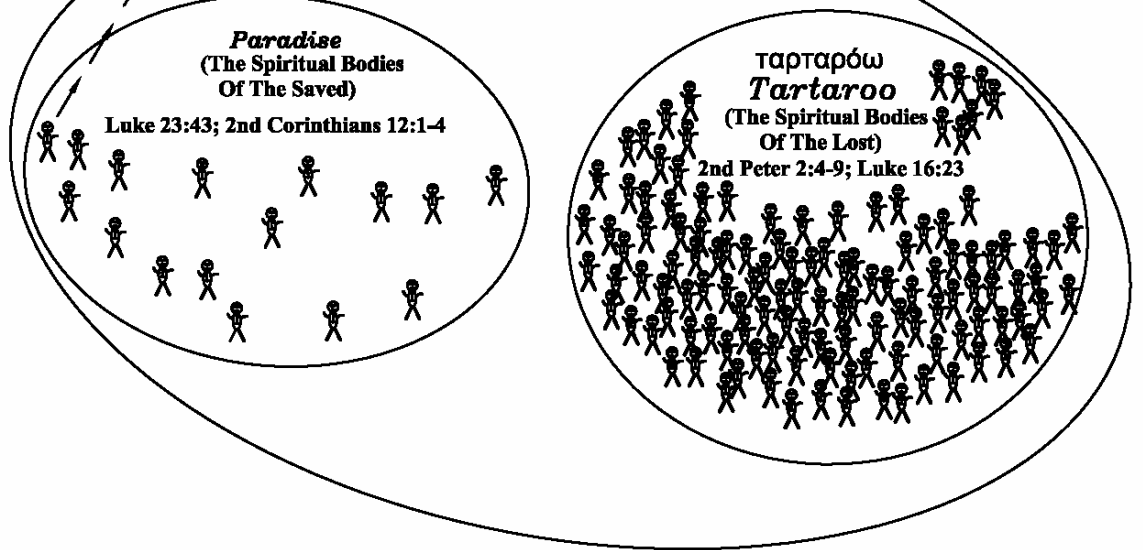 Paradise
(The Spiritual Bodies
Of The Saved)
Luke 23:43; 2nd Corinthians 12:1-4
ταρταρόω
Tartaroo
(The Spiritual Bodies
Of The Lost)
2nd Peter 2:4-9; Luke 16:23